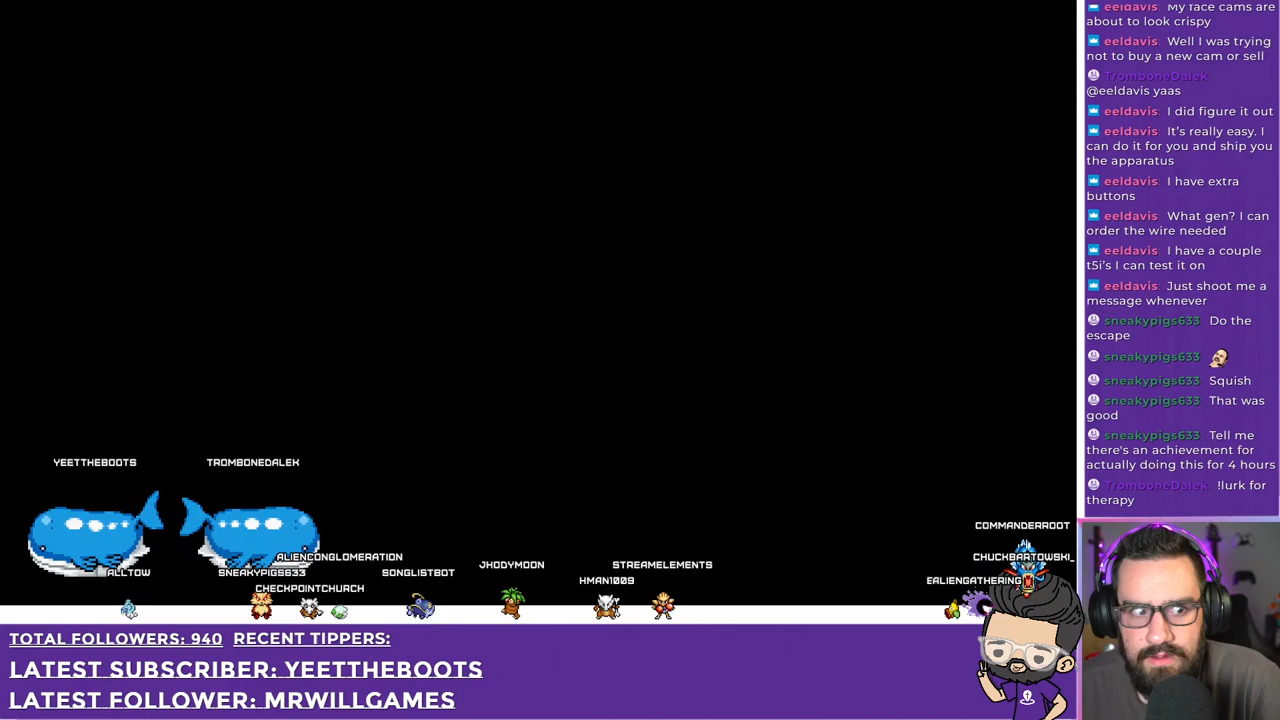 eeldavis: My face cams are
about to look crispy
eeldavis: Well I was trying
not to buy a new cam or sell
TromboneDalek:
@eeldavis yaas
eeldavis: I did figure it out
eeldavis: It's really easy. I
can do it for you and ship you
the apparatus
eeldavis: I have extra
buttons
eeldavis: What gen? I can
order the wire needed
eeldavis: I have a couple
t5i's I can test it on
eeldavis: Just shoot me a
message whenever
sneakypigs633: Do the
escape
sneakypigs633:
sneakypigs633: Squish
sneakypigs633: That was
good
sneakypigs633: Tell me
there's an achievement for
actually doing this for 4 hours
TromboneDalek: !lurk for
therapy
YEETTHEBOOTS
TROMBONEDALEK
COMMANDERROOT
ALIENCONGLOMERATION
CHUCKBARTOWSKI_
JHODYMOON
STREAMELEMENTS
ALLTOW
SNEAKYPIGS633
SONGLISTBOT
HMAN1009
EALIENGATHERING
CHECKPOINTCHURCH
TOTAL FOLLOWERS: 940 RECENT TIPPERS:
LATEST SUBSCRIBER: YEETTHEBOOTS
LATEST FOLLOWER: MRWILLGAMES